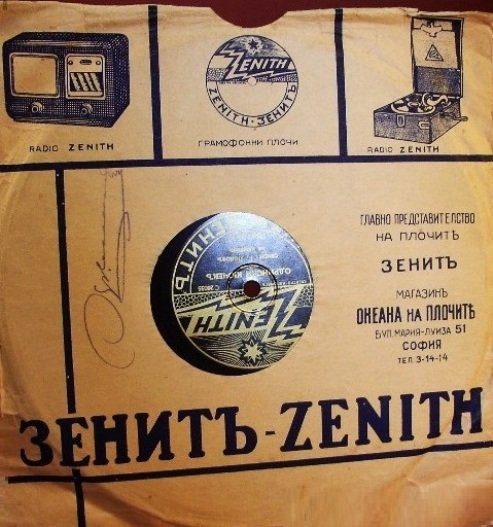 ZENITH
ZENITH · ЗЕНИТЪ
RADIO ZENITH
ГРАМОФОННИ ПЛОЧИ
RADIO ZENITH
ГЛАВНО ПРЕДСТАВИТЕЛСТВО
НА ПЛОЧИТѢ
ЗЕНИТЪ
МАГАЗИНЪ
ОКЕАНА НА ПЛОЧИТѢ
БУЛ. МАРИЯ-ЛУИЗА 51
СОФИЯ
ТЕЛ. 3-14-14
ЗЕНИТЪ
ZENITH
ЗЕНИТЪ-ZENITH